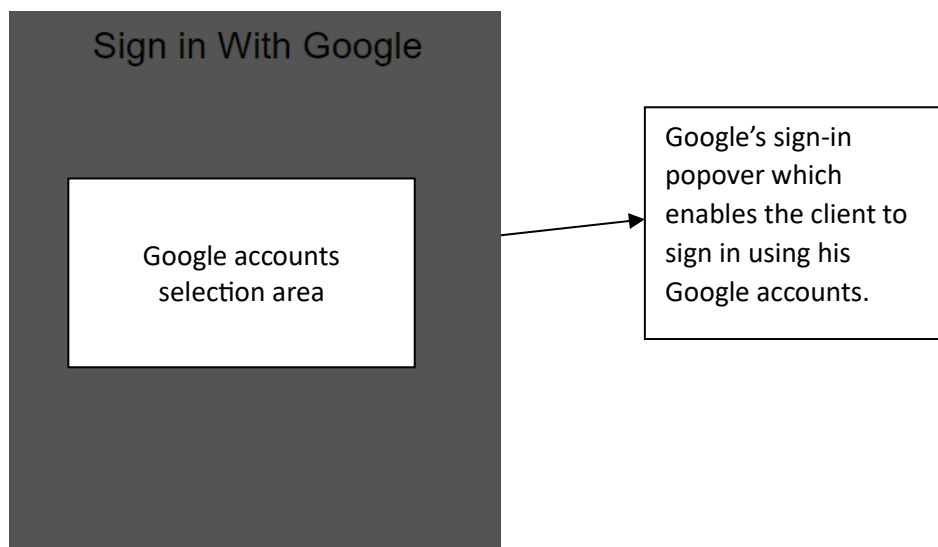 Sign in With Google
Google accounts
selection area
Google’s sign-in
popover which
enables the client to
sign in using his
Google accounts.